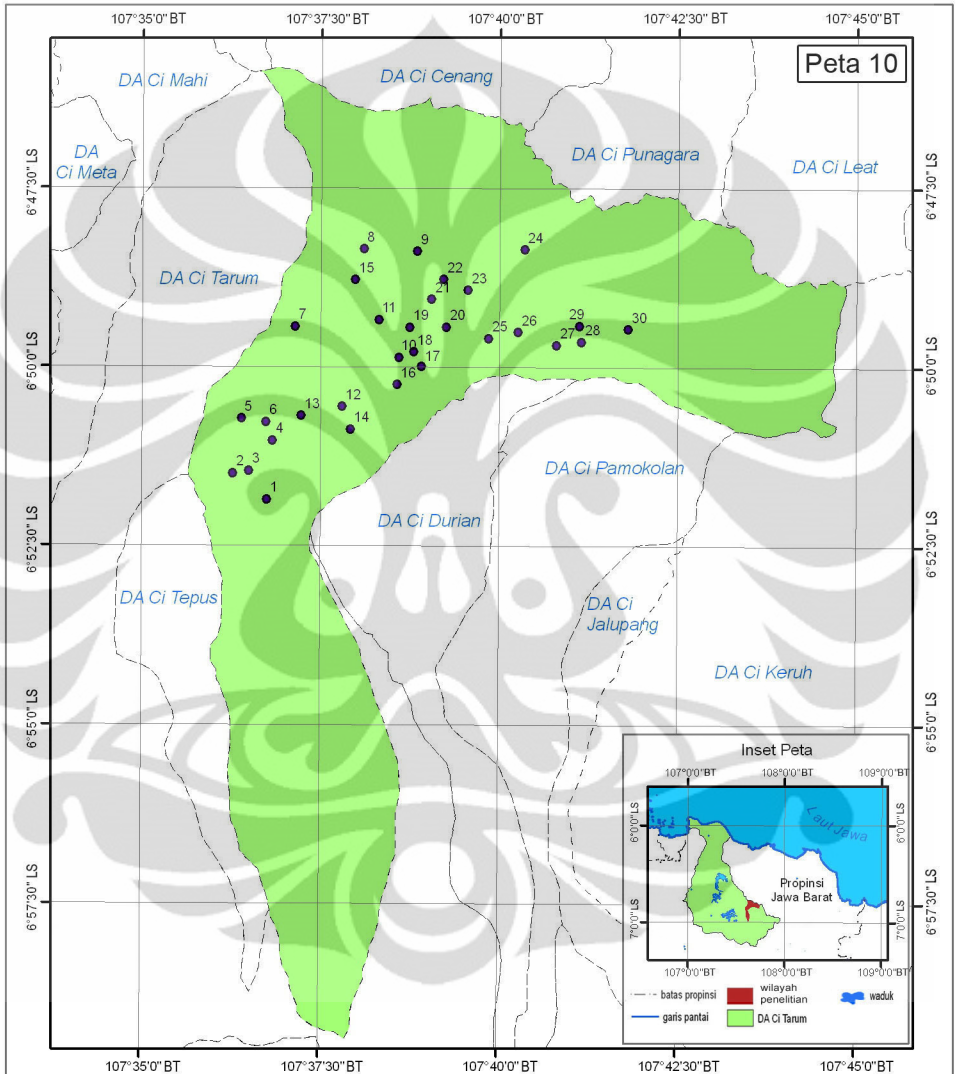 107°35'0"BT 107°37'30"BT 107°40'0"BT 107°42'30"BT 107°45'0"BT
Peta 10
DA Ci Mahi
DA Ci Cenang
DA
Ci Meta
DA Ci Punagara
DA Ci Leat
6°47'30"LS
6°47'30"LS
DA Ci Tarum
8
9
24
15
22
23
21
7
11
19
20
29
30
25
26
27
28
10
18
17
16
6°50'0"LS
6°50'0"LS
12
5
6
13
14
4
2
3
1
DA Ci Pamokolan
DA Ci Durian
6°52'30"LS
6°52'30"LS
DA Ci Tepus
DA Ci
Jalupang
DA Ci Keruh
6°55'0"LS
6°55'0"LS
6°57'30"LS
6°57'30"LS
Inset Peta
107°0'0"BT 108°0'0"BT 109°0'0"BT
6°0'0"LS
6°0'0"LS
Laut Jawa
Propinsi
Jawa Barat
7°0'0"LS
7°0'0"LS
107°0'0"BT 108°0'0"BT 109°0'0"BT
batas propinsi
wilayah
penelitian
waduk
garis pantai
DA Ci Tarum
107°35'0"BT 107°37'30"BT 107°40'0"BT 107°42'30"BT 107°45'0"BT